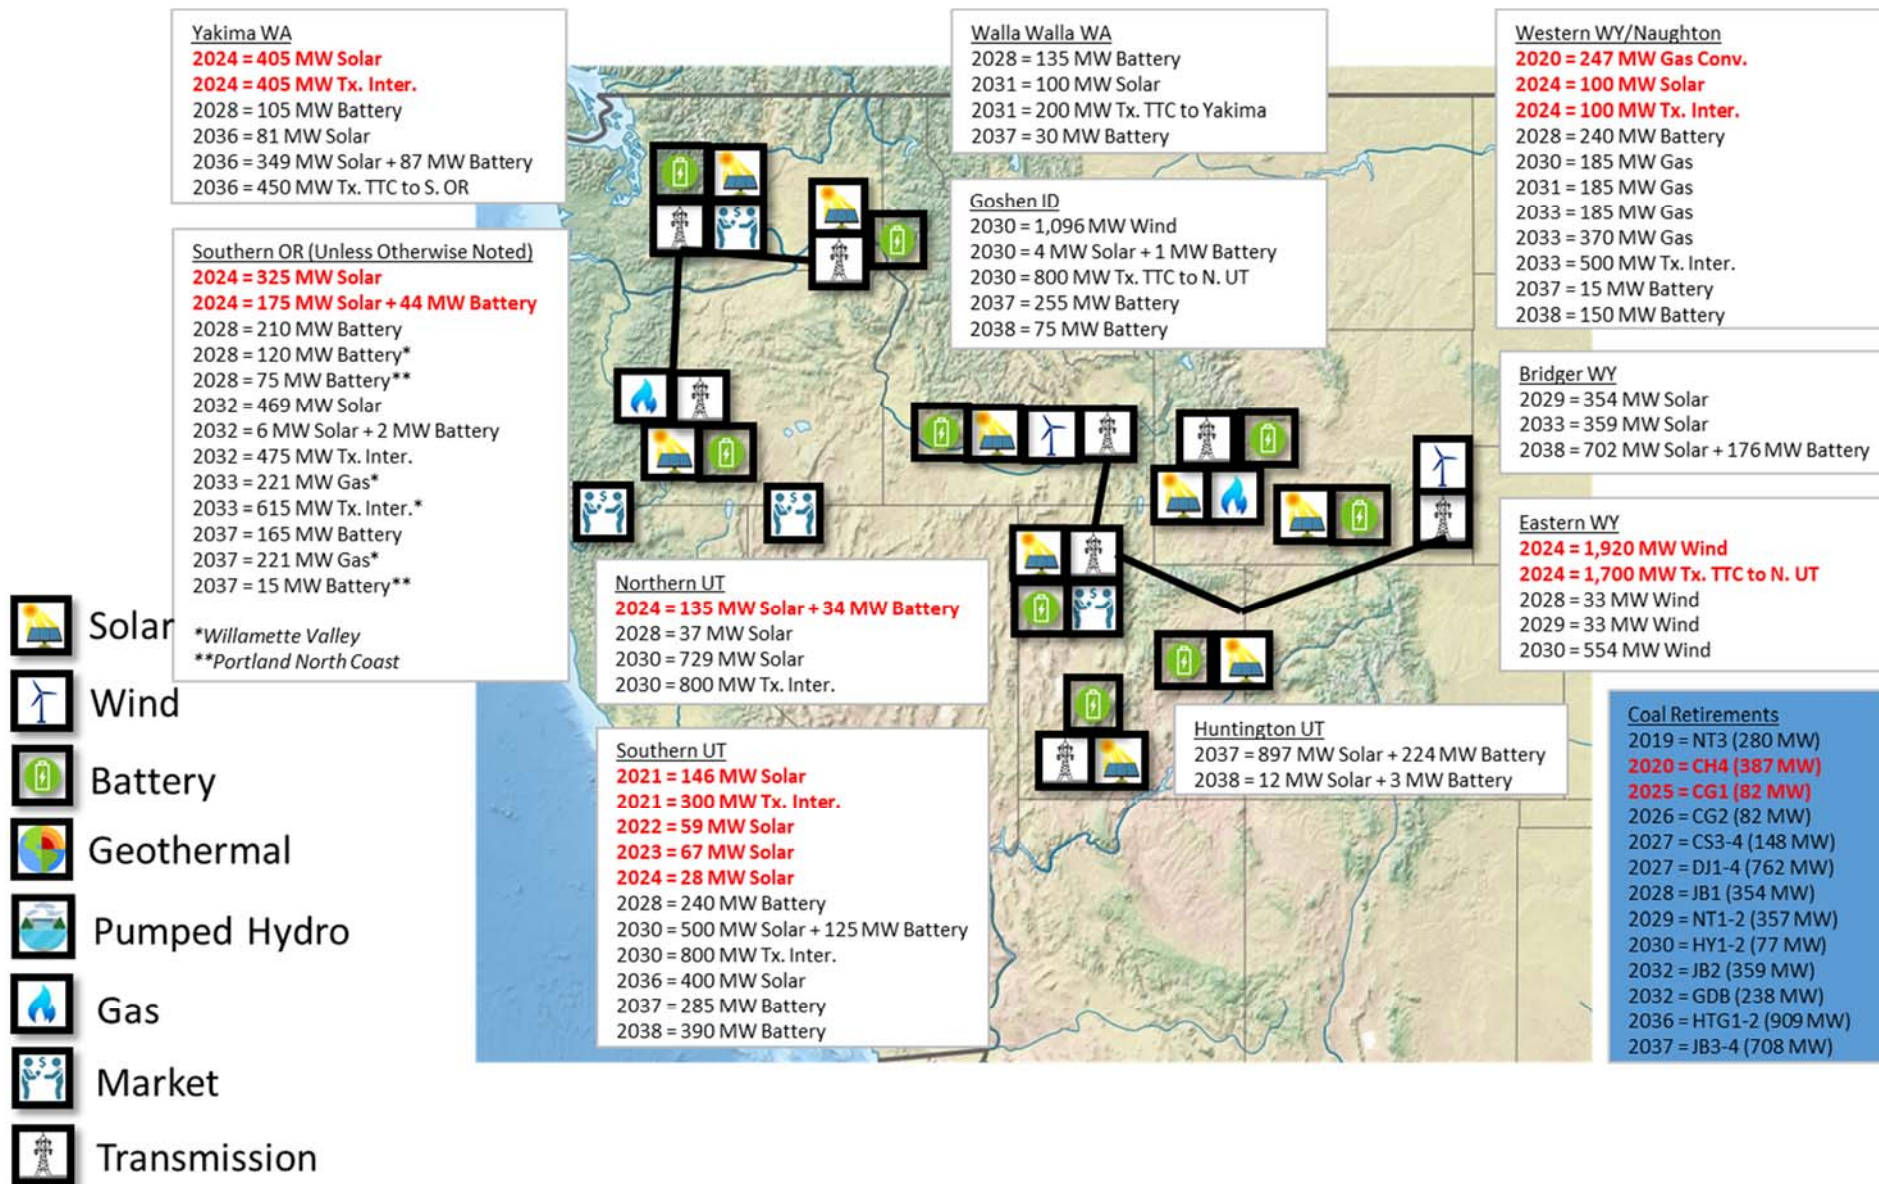 Yakima WA
2024 = 405 MW Solar
2024 = 405 MW Tx. Inter.
2028 = 105 MW Battery
2036 = 81 MW Solar
2036 = 349 MW Solar + 87 MW Battery
2036 = 450 MW Tx. TTC to S. OR
Walla Walla WA
2028 = 135 MW Battery
2031 = 100 MW Solar
2031 = 200 MW Tx. TTC to Yakima
2037 = 30 MW Battery
Western WY/Naughton
2020 = 247 MW Gas Conv.
2024 = 100 MW Solar
2024 = 100 MW Tx. Inter.
2028 = 240 MW Battery
2030 = 185 MW Gas
2031 = 185 MW Gas
2033 = 185 MW Gas
2033 = 370 MW Gas
2033 = 500 MW Tx. Inter.
2037 = 15 MW Battery
2038 = 150 MW Battery
Goshen ID
2030 = 1,096 MW Wind
2030 = 4 MW Solar + 1 MW Battery
2030 = 800 MW Tx. TTC to N. UT
2037 = 255 MW Battery
2038 = 75 MW Battery
Southern OR (Unless Otherwise Noted)
2024 = 325 MW Solar
2024 = 175 MW Solar + 44 MW Battery
2028 = 210 MW Battery
2028 = 120 MW Battery*
2028 = 75 MW Battery**
2032 = 469 MW Solar
2032 = 6 MW Solar + 2 MW Battery
2032 = 475 MW Tx. Inter.
2033 = 221 MW Gas*
2033 = 615 MW Tx. Inter.*
2037 = 165 MW Battery
2037 = 221 MW Gas*
2037 = 15 MW Battery**
*Willamette Valley
**Portland North Coast
Bridger WY
2029 = 354 MW Solar
2033 = 359 MW Solar
2038 = 702 MW Solar + 176 MW Battery
Eastern WY
2024 = 1,920 MW Wind
2024 = 1,700 MW Tx. TTC to N. UT
2028 = 33 MW Wind
2029 = 33 MW Wind
2030 = 554 MW Wind
Northern UT
2024 = 135 MW Solar + 34 MW Battery
2028 = 37 MW Solar
2030 = 729 MW Solar
2030 = 800 MW Tx. Inter.
Southern UT
2021 = 146 MW Solar
2021 = 300 MW Tx. Inter.
2022 = 59 MW Solar
2023 = 67 MW Solar
2024 = 28 MW Solar
2028 = 240 MW Battery
2030 = 500 MW Solar + 125 MW Battery
2030 = 800 MW Tx. Inter.
2036 = 400 MW Solar
2037 = 285 MW Battery
2038 = 390 MW Battery
Huntington UT
2037 = 897 MW Solar + 224 MW Battery
2038 = 12 MW Solar + 3 MW Battery
Coal Retirements
2019 = NT3 (280 MW)
2020 = CH4 (387 MW)
2025 = CG1 (82 MW)
2026 = CG2 (82 MW)
2027 = CS3-4 (148 MW)
2027 = DJ1-4 (762 MW)
2028 = JB1 (354 MW)
2029 = NT1-2 (357 MW)
2030 = HY1-2 (77 MW)
2032 = JB2 (359 MW)
2032 = GDB (238 MW)
2036 = HTG1-2 (909 MW)
2037 = JB3-4 (708 MW)
Solar
Wind
Battery
Geothermal
Pumped Hydro
Gas
Market
Transmission